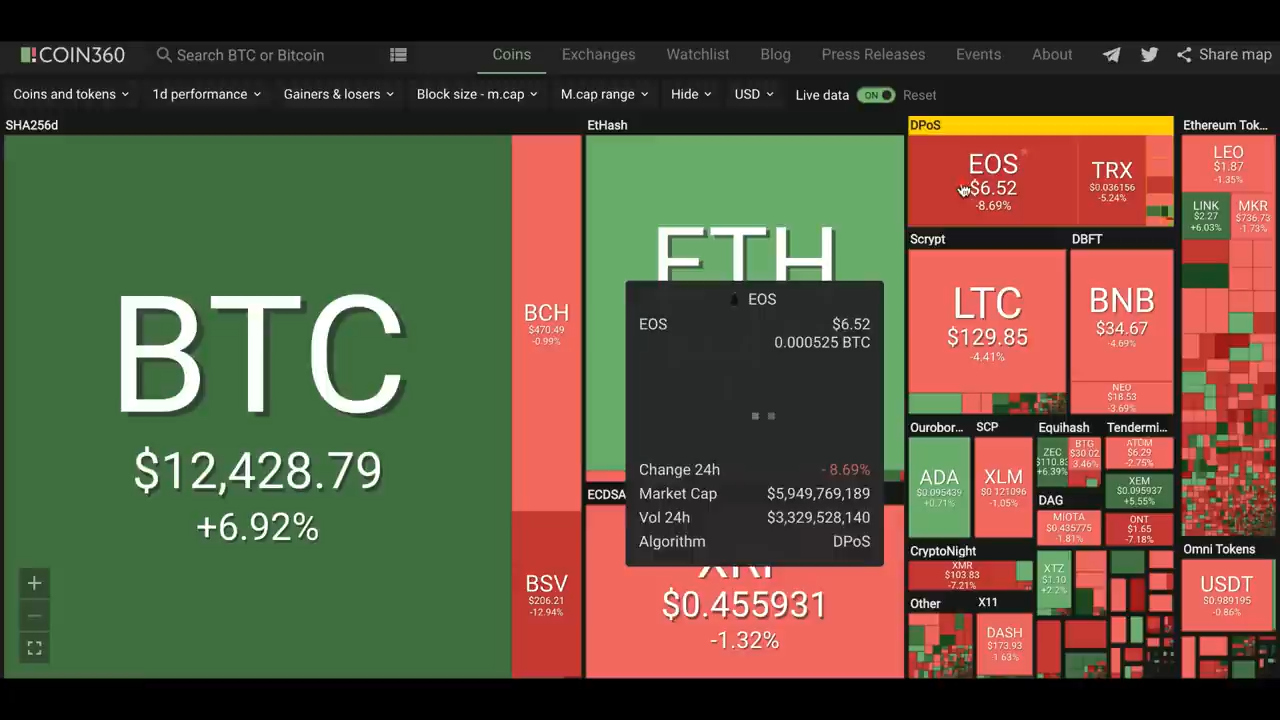 COIN360
Search BTC or Bitcoin
Coins
Exchanges
Watchlist
Blog
Press Releases
Events
About
Share map
Coins and tokens
1d performance
Gainers & losers
Block size - m.cap
M.cap range
Hide
USD
Live data
ON
Reset
SHA256d
BTC
$12,428.79
+6.92%
BCH
$470.49
-0.99%
BSV
$206.21
-12.94%
EtHash
ETH
EOS
EOS $6.52
0.000525 BTC
Change 24h - 8.69%
Market Cap $5,949,769,189
Vol 24h $3,329,528,140
Algorithm DPoS
ECDSA
XRP
$0.455931
-1.32%
DPoS
EOS
$6.52
-8.69%
TRX
$0.036156
-5.24%
Scrypt
LTC
$129.85
-4.41%
DBFT
BNB
$34.67
-4.69%
NEO
$18.53
-3.69%
Ourobor...
ADA
$0.095439
+0.71%
SCP
XLM
$0.121096
-1.05%
Equihash
ZEC
$110.83
+6.39%
BTG
$30.02
3.46%
Tendermi...
ATOM
$6.29
-2.75%
XEM
$0.095937
+5.55%
ONT
$1.65
-7.18%
DAG
MIOTA
$0.435775
-1.81%
CryptoNight
XMR
$103.83
-7.21%
XTZ
$1.10
+2.2%
Other
X11
DASH
$173.93
-1.63%
Ethereum Tok...
LEO
$1.87
-1.35%
LINK
$2.27
+6.03%
MKR
$736.73
-1.73%
Omni Tokens
USDT
$0.989195
-0.86%